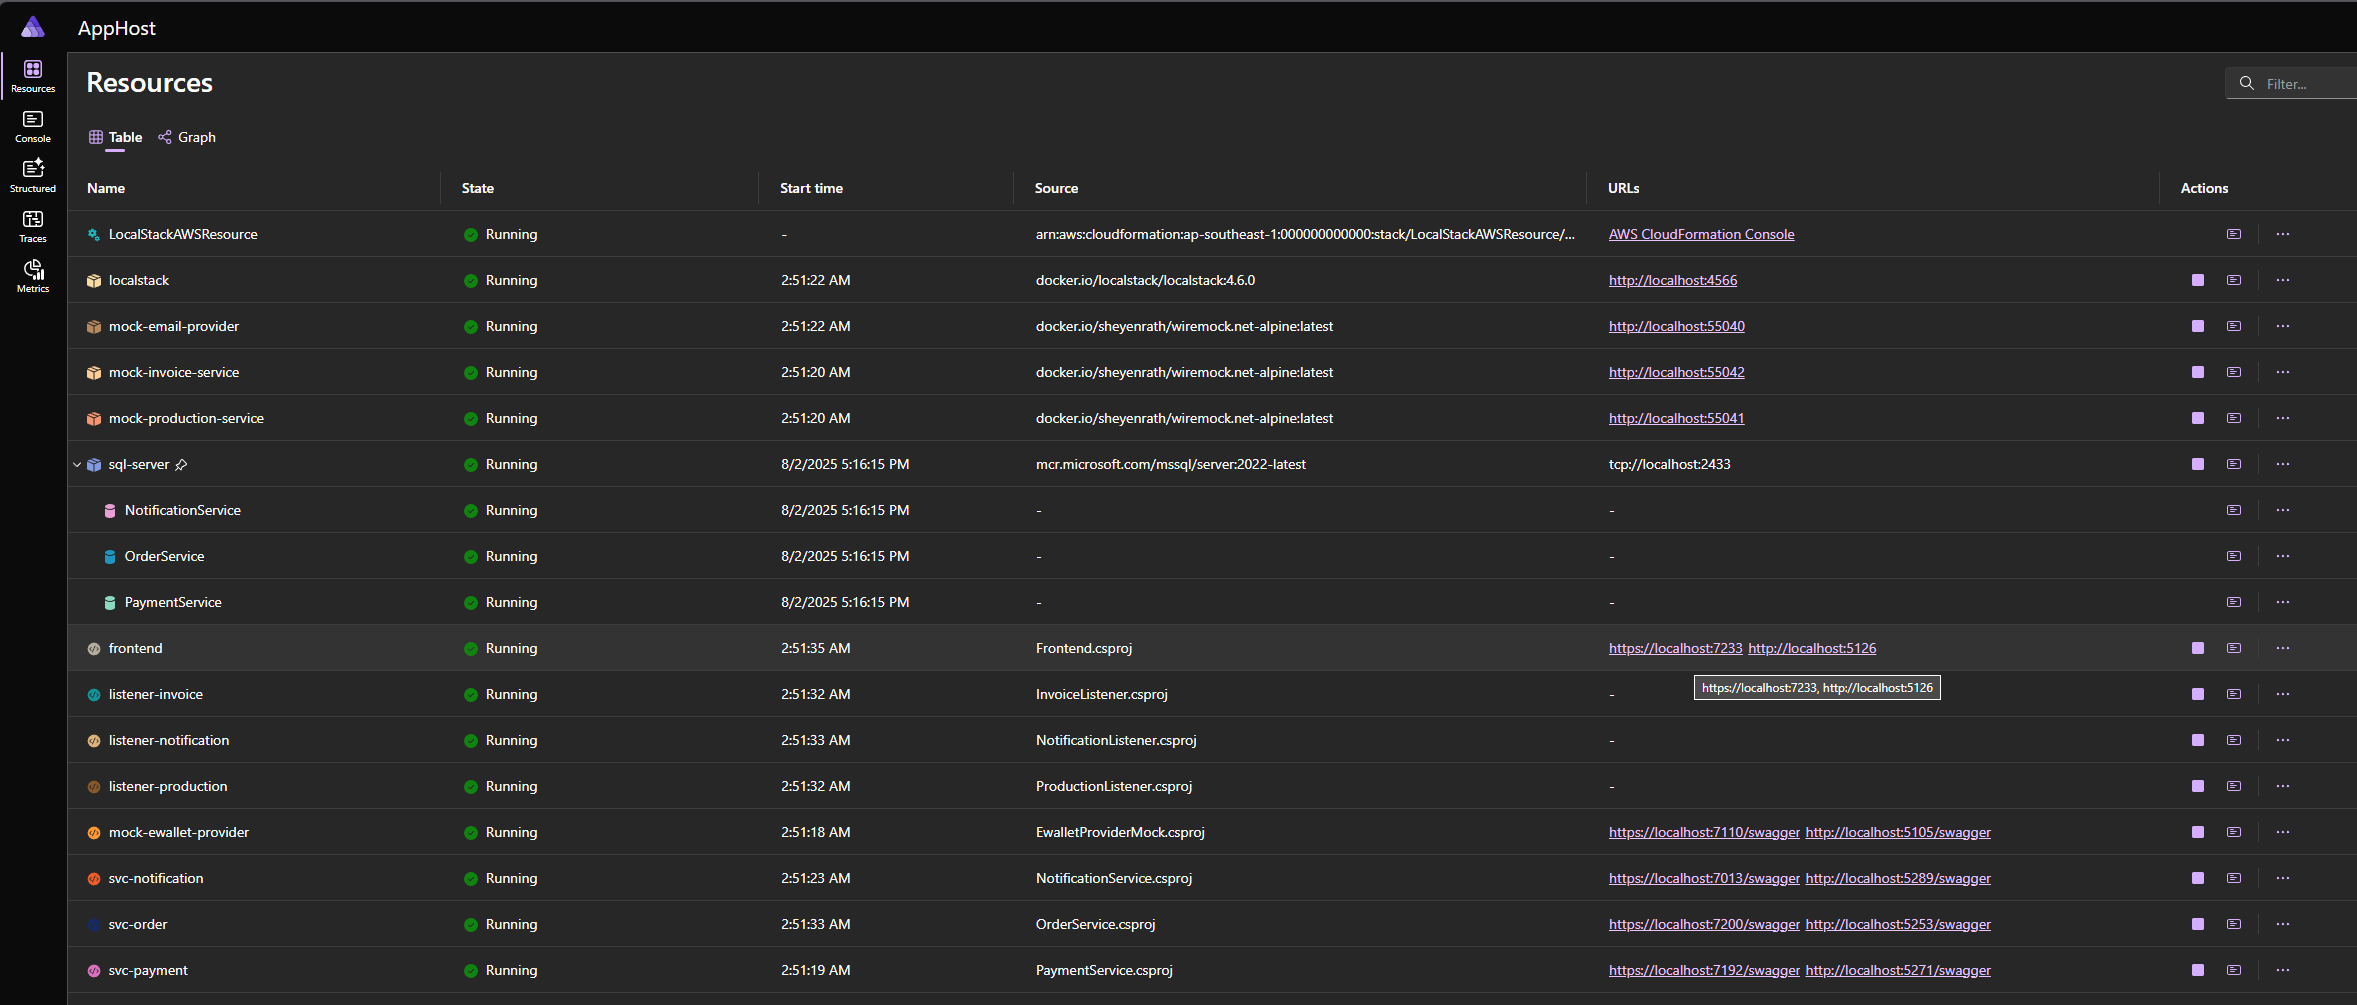 AppHost
Resources
Console
Structured
Traces
Metrics
Resources
Filter...
Table Graph
Name State Start time Source URLs Actions
LocalStackAWSResource Running - arn:aws:cloudformation:ap-southeast-1:000000000000:stack/LocalStackAWSResource/... AWS CloudFormation Console
localstack Running 2:51:22 AM docker.io/localstack/localstack:4.6.0 http://localhost:4566
mock-email-provider Running 2:51:22 AM docker.io/sheyenrath/wiremock.net-alpine:latest http://localhost:55040
mock-invoice-service Running 2:51:20 AM docker.io/sheyenrath/wiremock.net-alpine:latest http://localhost:55042
mock-production-service Running 2:51:20 AM docker.io/sheyenrath/wiremock.net-alpine:latest http://localhost:55041
sql-server Running 8/2/2025 5:16:15 PM mcr.microsoft.com/mssql/server:2022-latest tcp://localhost:2433
NotificationService Running 8/2/2025 5:16:15 PM - -
OrderService Running 8/2/2025 5:16:15 PM - -
PaymentService Running 8/2/2025 5:16:15 PM - -
frontend Running 2:51:35 AM Frontend.csproj https://localhost:7233 http://localhost:5126
https://localhost:7233, http://localhost:5126
listener-invoice Running 2:51:32 AM InvoiceListener.csproj -
listener-notification Running 2:51:33 AM NotificationListener.csproj -
listener-production Running 2:51:32 AM ProductionListener.csproj -
mock-ewallet-provider Running 2:51:18 AM EwalletProviderMock.csproj https://localhost:7110/swagger http://localhost:5105/swagger
svc-notification Running 2:51:23 AM NotificationService.csproj https://localhost:7013/swagger http://localhost:5289/swagger
svc-order Running 2:51:33 AM OrderService.csproj https://localhost:7200/swagger http://localhost:5253/swagger
svc-payment Running 2:51:19 AM PaymentService.csproj https://localhost:7192/swagger http://localhost:5271/swagger